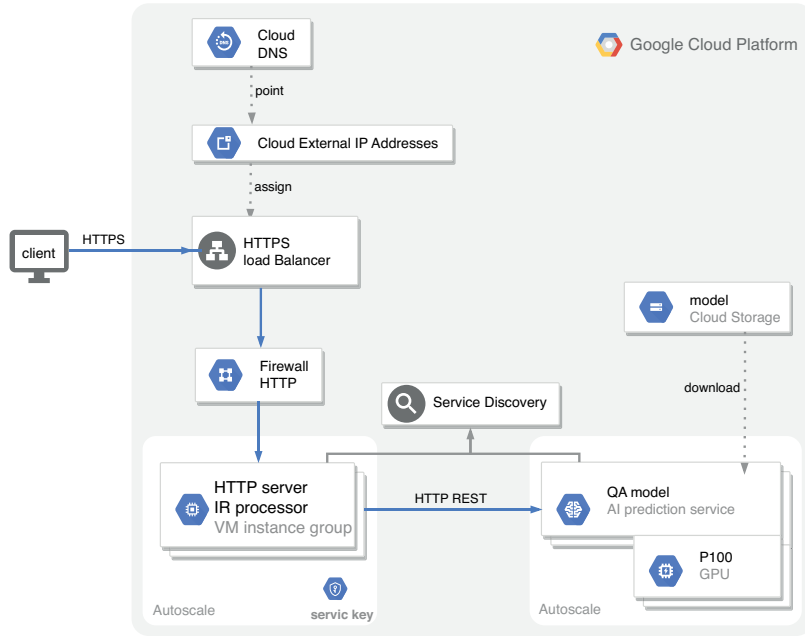 Cloud
DNS
Google Cloud Platform
point
Cloud External IP Addresses
assign
client
HTTPS
HTTPS
load Balancer
model
Cloud Storage
Firewall
HTTP
download
Service Discovery
HTTP server
IR processor
VM instance group
HTTP REST
QA model
AI prediction service
P100
GPU
Autoscale
servic key
Autoscale